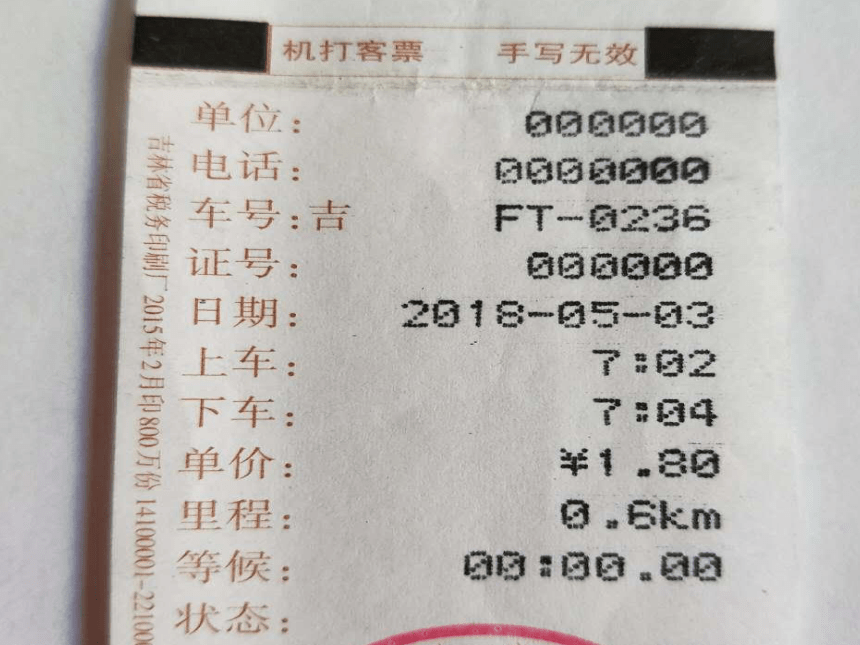 机打客票 手写无效
单位: 000000
电话: 0000000
车号:吉 FT-0236
证号: 000000
日期: 2018-05-03
上车: 7:02
下车: 7:04
单价: ¥1.80
里程: 0.6km
等候: 00:00.00
状态:
吉林省税务印刷厂 2015年2月印800万份 14100001-22100